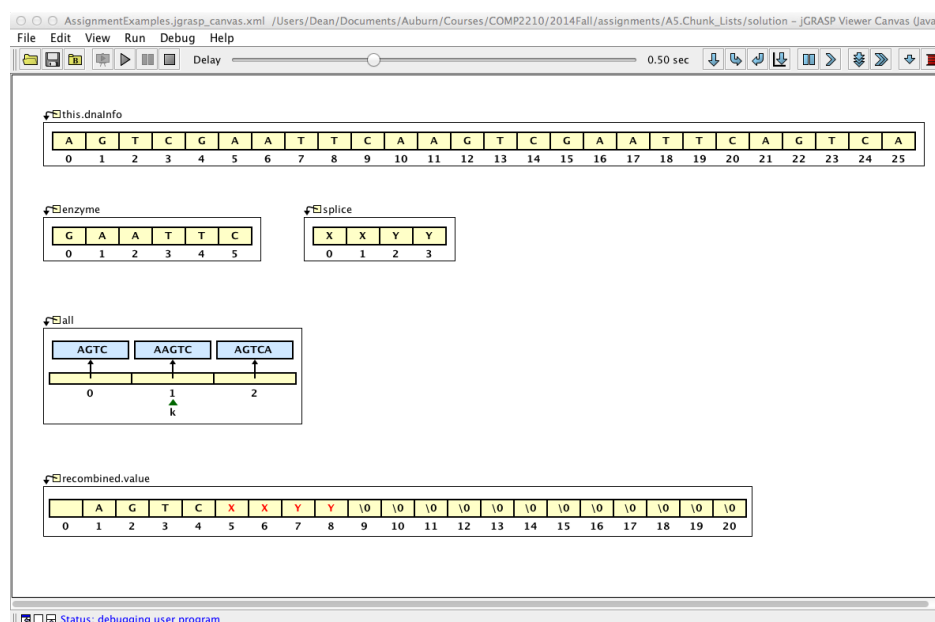 AssignmentExamples.jgrasp_canvas.xml /Users/Dean/Documents/Auburn/Courses/COMP2210/2014Fall/assignments/A5.Chunk_Lists/solution - jGRASP Viewer Canvas (Java
File Edit View Run Debug Help
Delay 0.50 sec
this.dnaInfo
A G T C G A A T T C A A G T C G A A T T C A G T C A
0 1 2 3 4 5 6 7 8 9 10 11 12 13 14 15 16 17 18 19 20 21 22 23 24 25
enzyme splice
G A A T T C X X Y Y
0 1 2 3 4 5 0 1 2 3
all
AGTC AAGTC AGTCA
0 1 2
k
recombined.value
A G T C X X Y Y \0 \0 \0 \0 \0 \0 \0 \0 \0 \0 \0 \0
0 1 2 3 4 5 6 7 8 9 10 11 12 13 14 15 16 17 18 19 20
Status: debugging user program